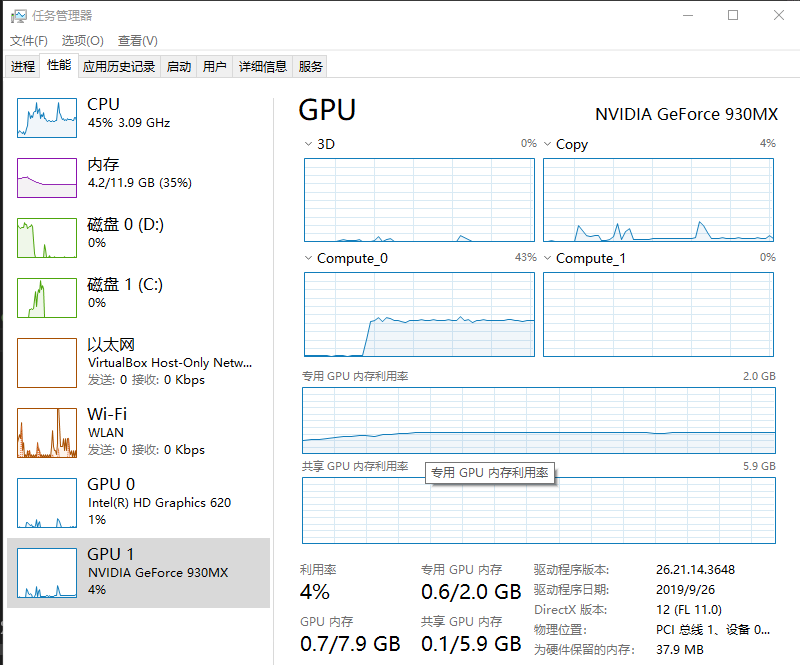 任务管理器
文件(F) 选项(O) 查看(V)
进程 性能 应用历史记录 启动 用户 详细信息 服务
CPU
45% 3.09 GHz
内存
4.2/11.9 GB (35%)
磁盘 0 (D:)
0%
磁盘 1 (C:)
0%
以太网
VirtualBox Host-Only Netw...
发送: 0 接收: 0 Kbps
Wi-Fi
WLAN
发送: 0 接收: 0 Kbps
GPU 0
Intel(R) HD Graphics 620
1%
GPU 1
NVIDIA GeForce 930MX
4%
GPU NVIDIA GeForce 930MX
3D 0% Copy 4%
Compute_0 43% Compute_1 0%
专用 GPU 内存利用率 2.0 GB
共享 GPU 内存利用率 5.9 GB
专用 GPU 内存利用率
利用率
4%
专用 GPU 内存
0.6/2.0 GB
GPU 内存
0.7/7.9 GB
共享 GPU 内存
0.1/5.9 GB
驱动程序版本: 26.21.14.3648
驱动程序日期: 2019/9/26
DirectX 版本: 12 (FL 11.0)
物理位置: PCI 总线 1、设备 0...
为硬件保留的内存: 37.9 MB